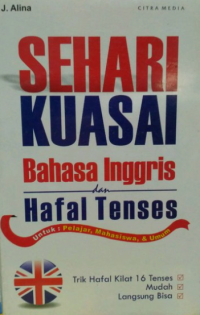 J. Alina
CITRA MEDIA
SEHARI
KUASAI
Bahasa Inggris
dan
Hafal Tenses
Untuk : Pelajar, Mahasiswa, & Umum
Trik Hafal Kilat 16 Tenses
Mudah
Langsung Bisa